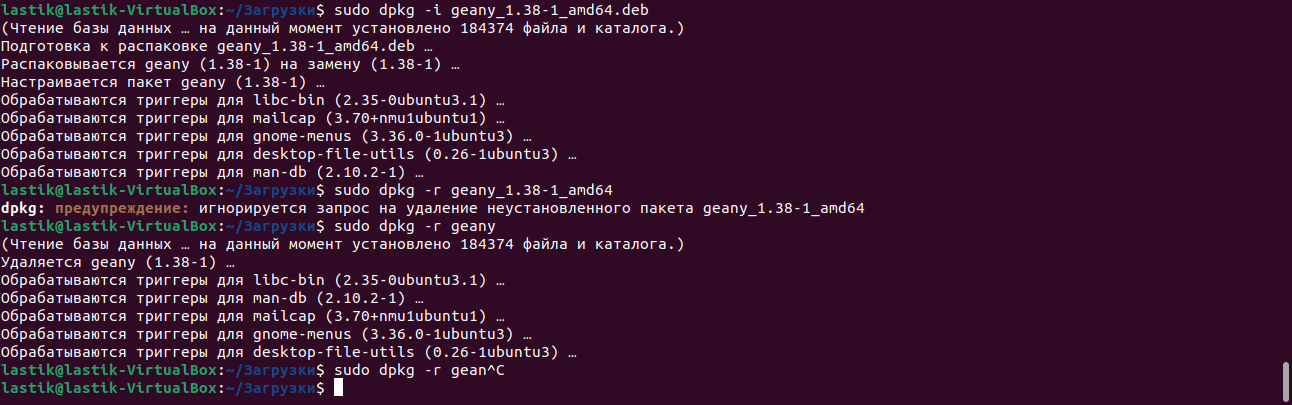 lastik@lastik-VirtualBox:~/Загрузки$ sudo dpkg -i geany_1.38-1_amd64.deb
(Чтение базы данных … на данный момент установлено 184374 файла и каталога.)
Подготовка к распаковке geany_1.38-1_amd64.deb …
Распаковывается geany (1.38-1) на замену (1.38-1) …
Настраивается пакет geany (1.38-1) …
Обрабатываются триггеры для libc-bin (2.35-0ubuntu3.1) …
Обрабатываются триггеры для mailcap (3.70+nmu1ubuntu1) …
Обрабатываются триггеры для gnome-menus (3.36.0-1ubuntu3) …
Обрабатываются триггеры для desktop-file-utils (0.26-1ubuntu3) …
Обрабатываются триггеры для man-db (2.10.2-1) …
lastik@lastik-VirtualBox:~/Загрузки$ sudo dpkg -r geany_1.38-1_amd64
dpkg: предупреждение: игнорируется запрос на удаление неустановленного пакета geany_1.38-1_amd64
lastik@lastik-VirtualBox:~/Загрузки$ sudo dpkg -r geany
(Чтение базы данных … на данный момент установлено 184374 файла и каталога.)
Удаляется geany (1.38-1) …
Обрабатываются триггеры для libc-bin (2.35-0ubuntu3.1) …
Обрабатываются триггеры для man-db (2.10.2-1) …
Обрабатываются триггеры для mailcap (3.70+nmu1ubuntu1) …
Обрабатываются триггеры для gnome-menus (3.36.0-1ubuntu3) …
Обрабатываются триггеры для desktop-file-utils (0.26-1ubuntu3) …
lastik@lastik-VirtualBox:~/Загрузки$ sudo dpkg -r gean^C
lastik@lastik-VirtualBox:~/Загрузки$